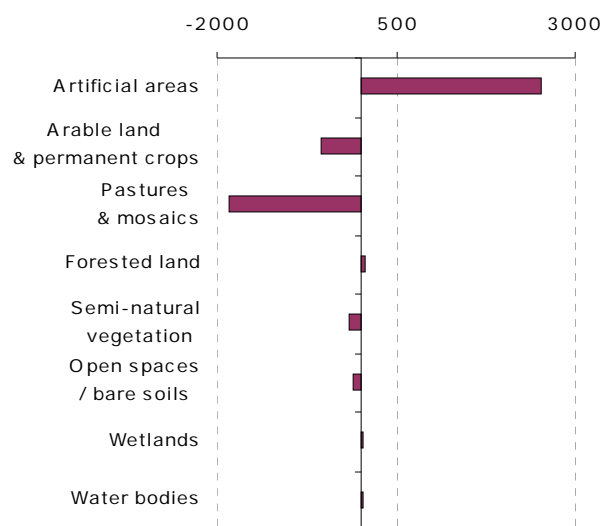 -2000 500 3000
Artificial areas
Arable land
& permanent crops
Pastures
& mosaics
Forested land
Semi-natural
vegetation
Open spaces
/ bare soils
Wetlands
Water bodies